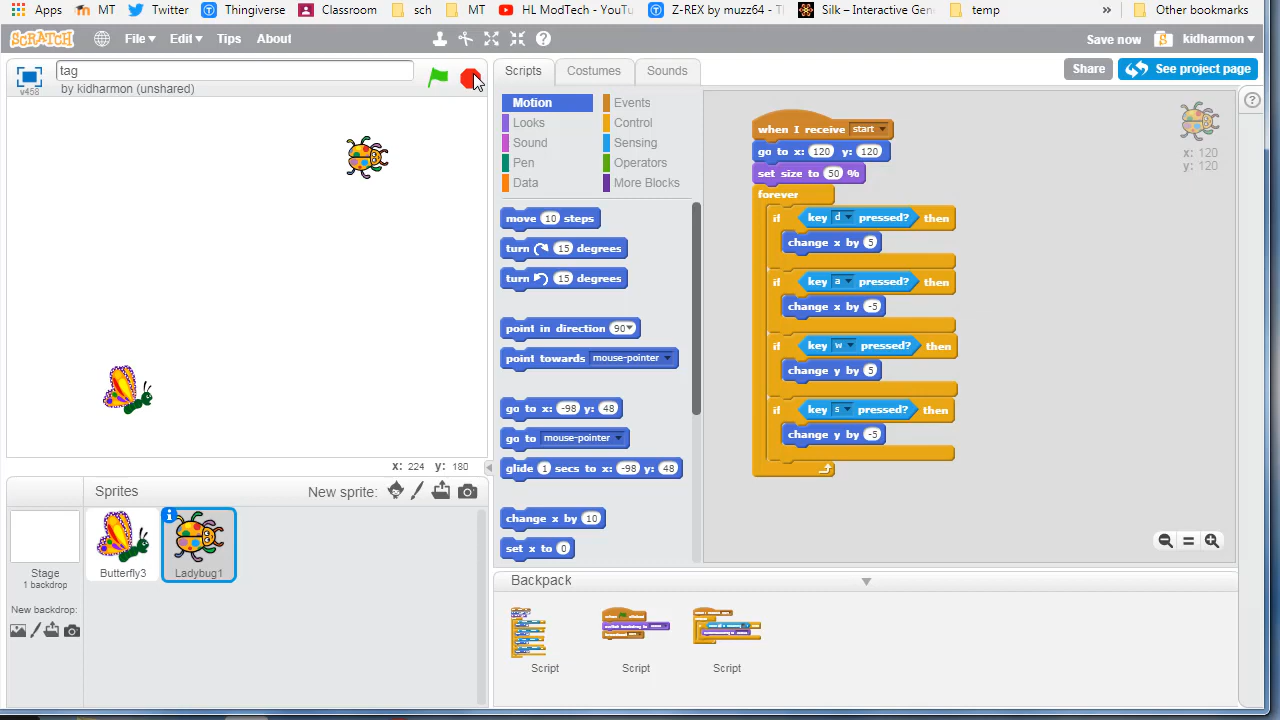 Apps MT Twitter Thingiverse Classroom sch MT HL ModTech - YouTu Z-REX by muzz64 - T Silk – Interactive Gen temp » Other bookmarks
SCRATCH File Edit Tips About Save now kidharmon
v458 tag
by kidharmon (unshared)
Scripts Costumes Sounds Share See project page
Motion Events
Looks Control
Sound Sensing
Pen Operators
Data More Blocks
move 10 steps
turn 15 degrees
turn 15 degrees
point in direction 90
point towards mouse-pointer
go to x: -98 y: 48
go to mouse-pointer
glide 1 secs to x: -98 y: 48
change x by 10
set x to 0
when I receive start
go to x: 120 y: 120
set size to 50 %
forever
if key d pressed? then
change x by 5
if key a pressed? then
change x by -5
if key w pressed? then
change y by 5
if key s pressed? then
change y by -5
x: 120
y: 120
x: 224 y: 180
Sprites New sprite:
Stage
1 backdrop
New backdrop:
Butterfly3
Ladybug1
Backpack
Script Script Script